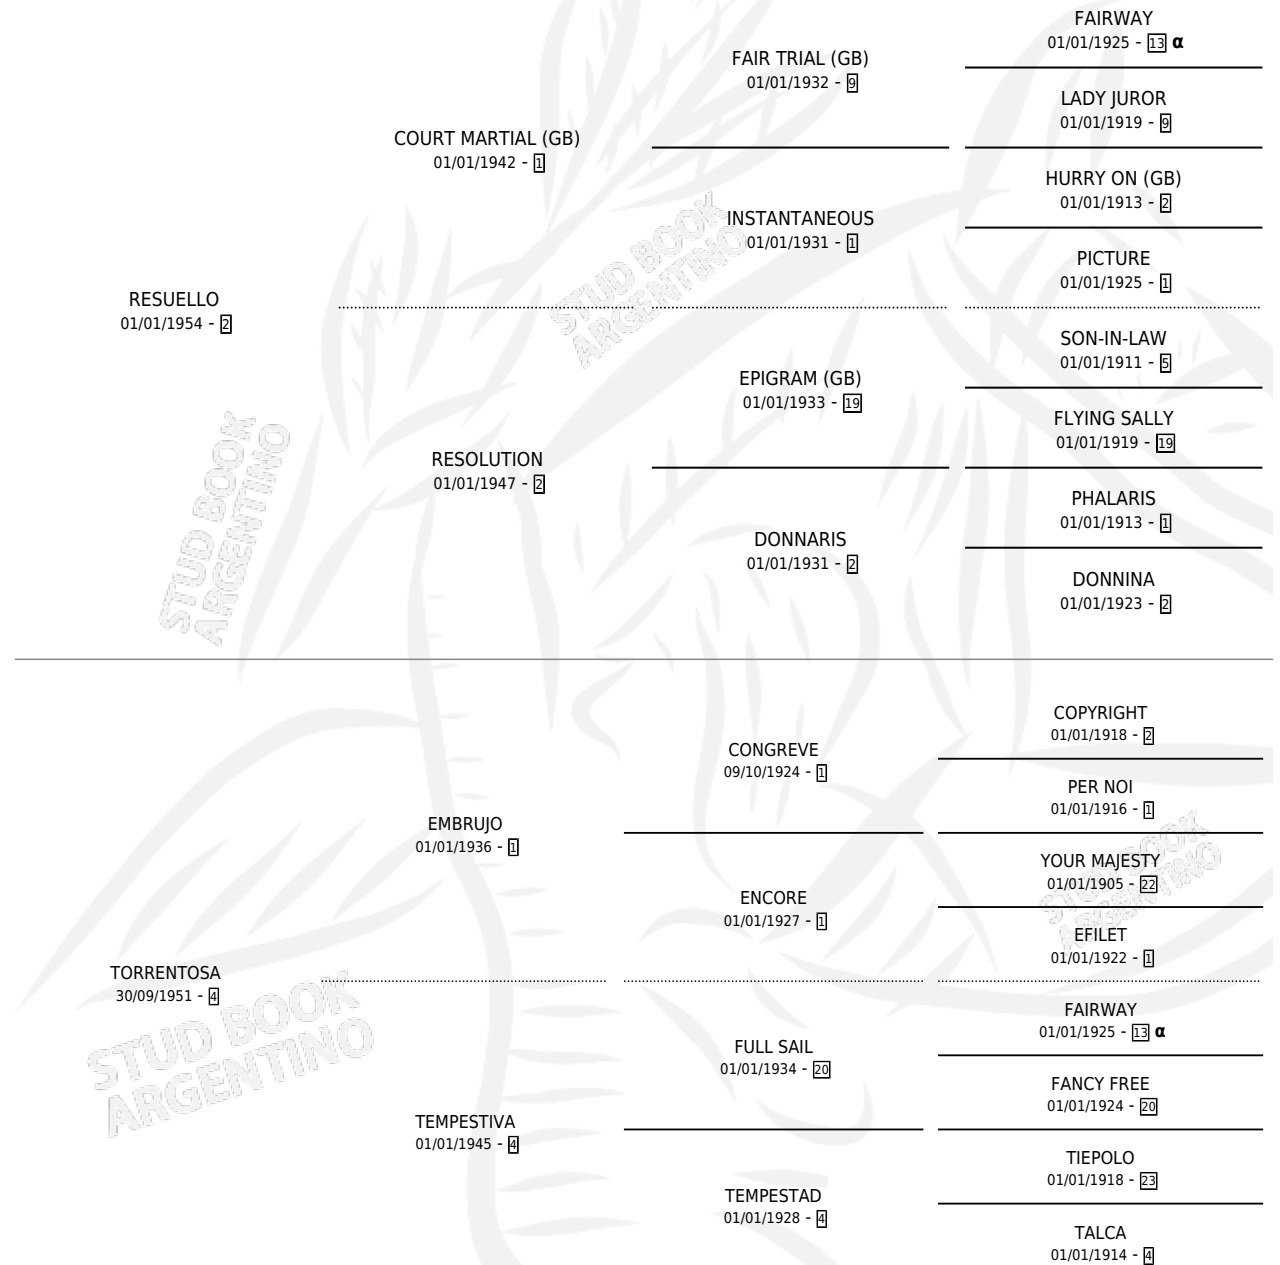 FAIRWAY
01/01/1925 - 13 α
FAIR TRIAL (GB)
01/01/1932 - 9
LADY JUROR
01/01/1919 - 9
COURT MARTIAL (GB)
01/01/1942 - 1
HURRY ON (GB)
01/01/1913 - 2
INSTANTANEOUS
01/01/1931 - 1
PICTURE
01/01/1925 - 1
RESUELLO
01/01/1954 - 2
SON-IN-LAW
01/01/1911 - 5
EPIGRAM (GB)
01/01/1933 - 19
FLYING SALLY
01/01/1919 - 19
RESOLUTION
01/01/1947 - 2
PHALARIS
01/01/1913 - 1
DONNARIS
01/01/1931 - 2
DONNINA
01/01/1923 - 2
COPYRIGHT
01/01/1918 - 2
CONGREVE
09/10/1924 - 1
PER NOI
01/01/1916 - 1
EMBRUJO
01/01/1936 - 1
YOUR MAJESTY
01/01/1905 - 22
ENCORE
01/01/1927 - 1
EFILET
01/01/1922 - 1
TORRENTOSA
30/09/1951 - 4
FAIRWAY
01/01/1925 - 13 α
FULL SAIL
01/01/1934 - 20
FANCY FREE
01/01/1924 - 20
TEMPESTIVA
01/01/1945 - 4
TIEPOLO
01/01/1918 - 23
TEMPESTAD
01/01/1928 - 4
TALCA
01/01/1914 - 4
STUD BOOK
ARGENTINO
STUD BOOK
ARGENTINO
STUD BOOK
ARGENTINO
STUD BOOK
ARGENTINO